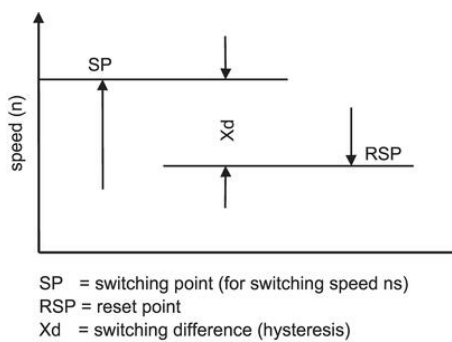 SP
speed (n)
Xd
RSP
SP = switching point (for switching speed ns)
RSP = reset point
Xd = switching difference (hysteresis)